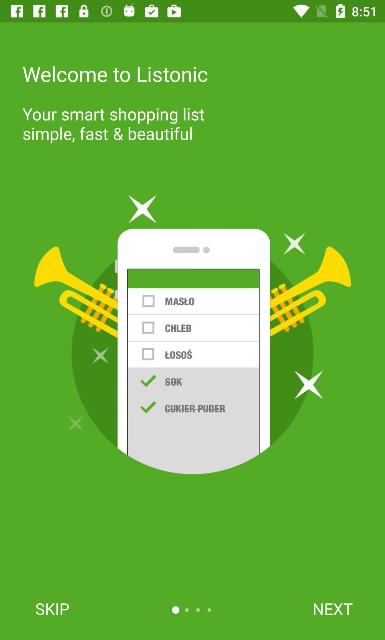 8:51
Welcome to Listonic
Your smart shopping list
simple, fast & beautiful
MASŁO
CHLEB
ŁOSOŚ
SOK
CUKIER PUDER
SKIP
NEXT